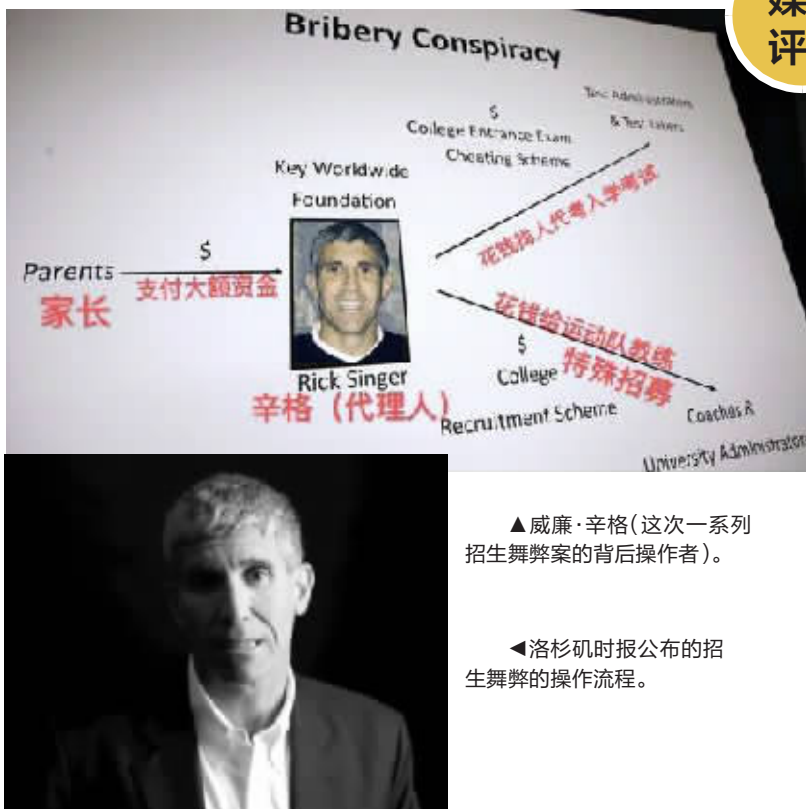 媒
评
Bribery Conspiracy
Test Administrators
& Test Takers
$
College Entrance Exam
Cheating Scheme
Key Worldwide
Foundation
花钱找人代考入学考试
Parents
$
支付大额资金
家长
花钱给运动队教练
特殊招募
$
College
Recruitment Scheme
Rick Singer
辛格（代理人）
Coaches &
University Administrators
▲威廉·辛格(这次一系列
招生舞弊案的背后操作者)。
◀洛杉矶时报公布的招
生舞弊的操作流程。